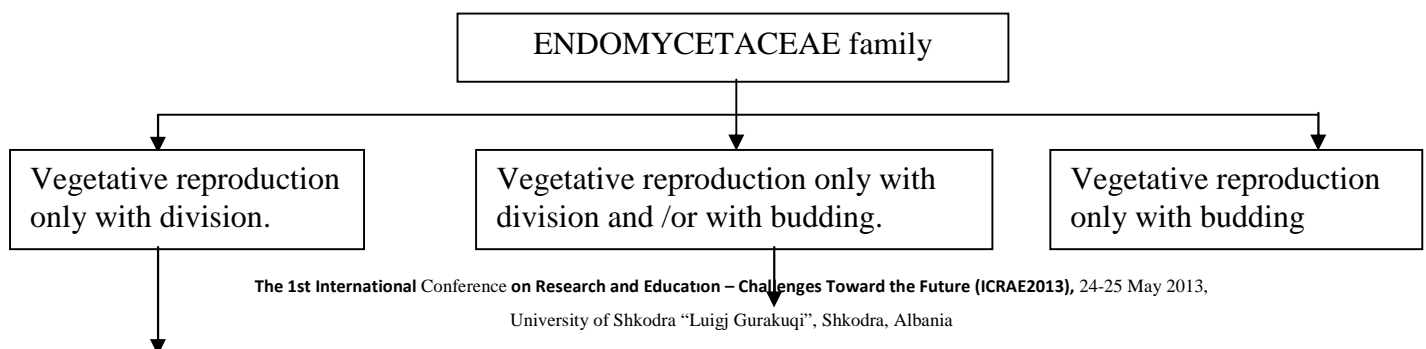 ENDOMYCETACEAE family
Vegetative reproduction
only with division.
Vegetative reproduction only with
division and /or with budding.
Vegetative reproduction
only with budding
The 1st International Conference on Research and Education – Challenges Toward the Future (ICRAE2013), 24-25 May 2013,
University of Shkodra “Luigj Gurakuqi”, Shkodra, Albania